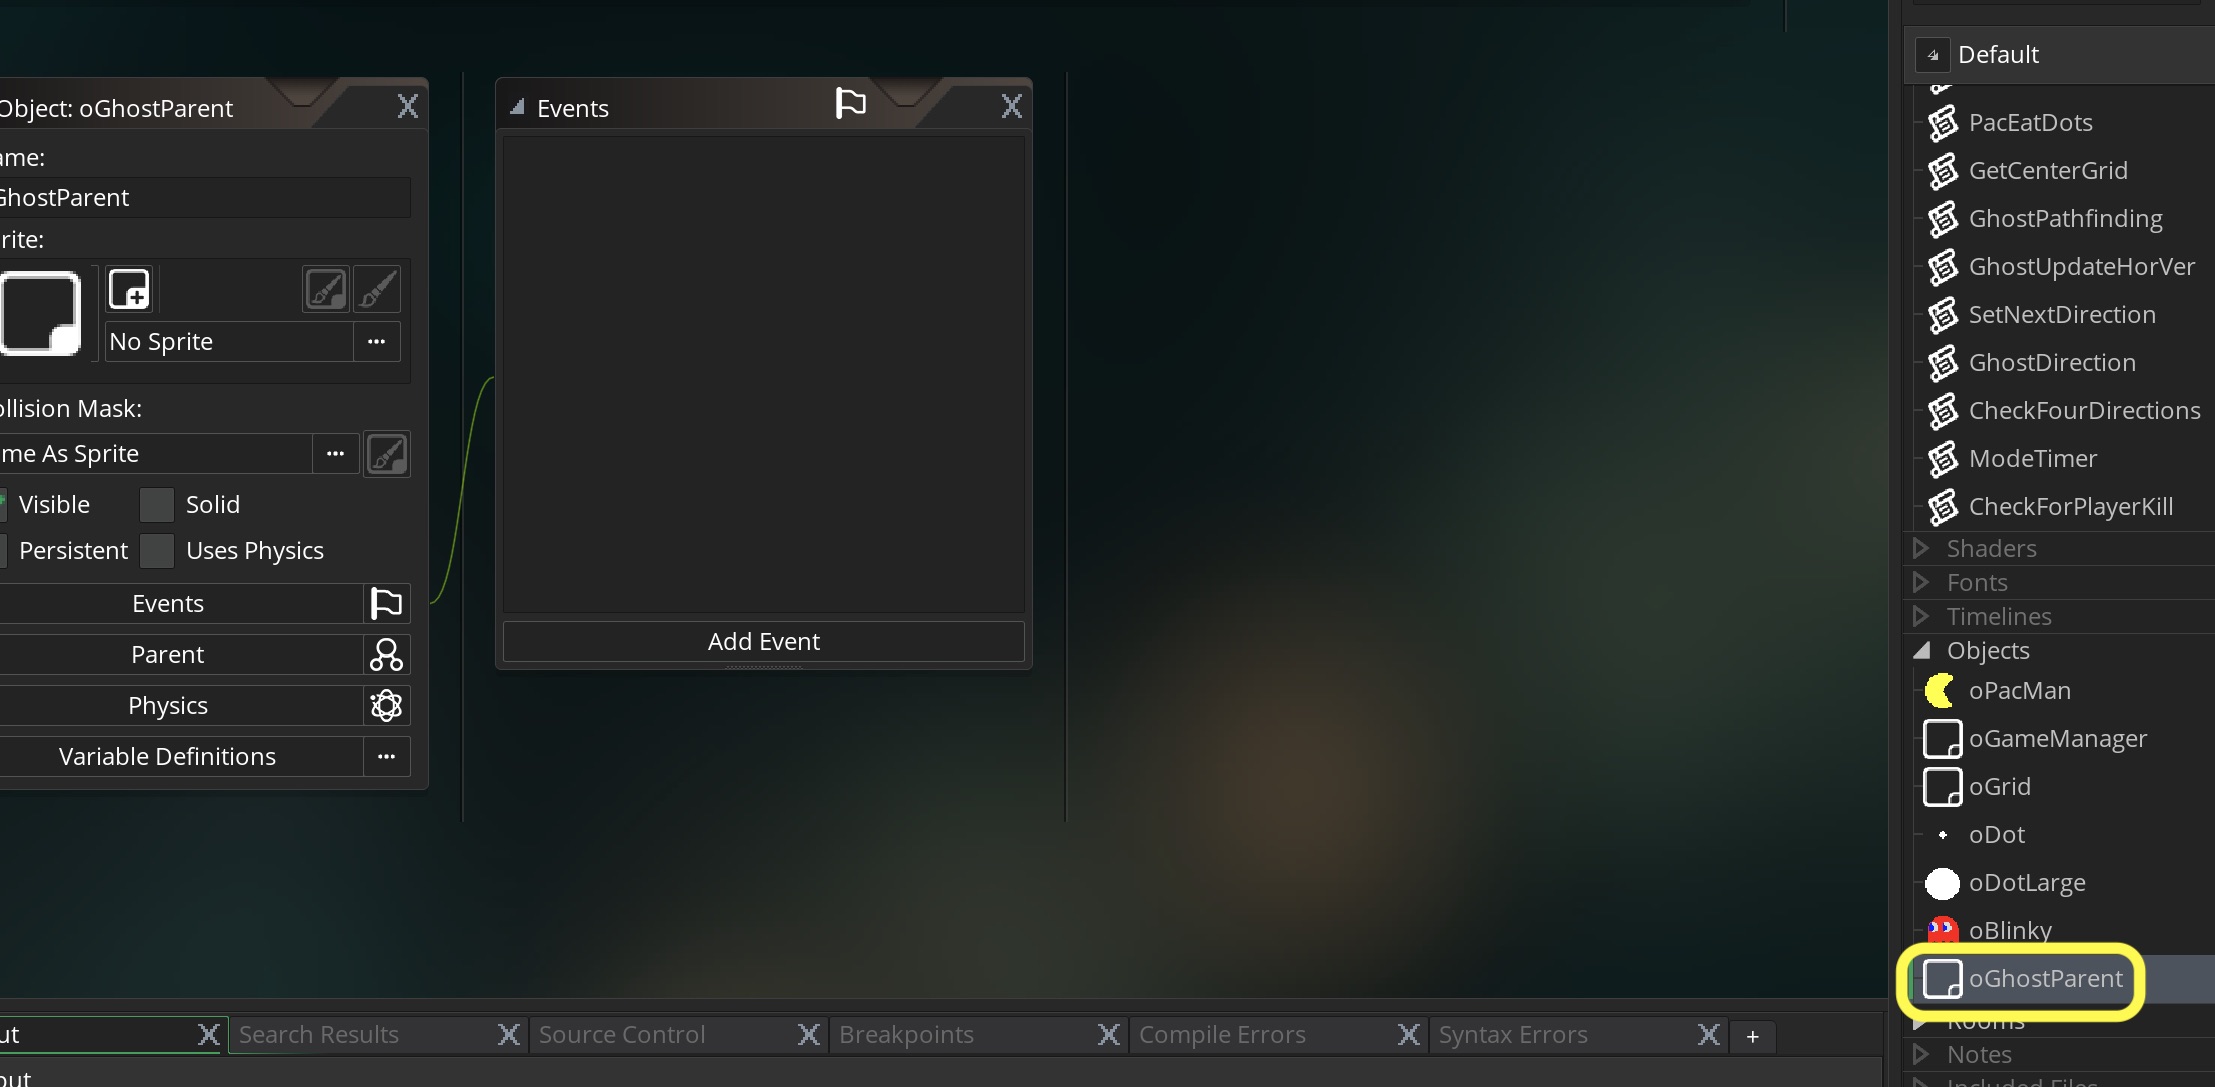 Object: oGhostParent
ame:
GhostParent
rite:
No Sprite
...
ollision Mask:
me As Sprite
...
Visible
Solid
Persistent
Uses Physics
Events
Parent
Physics
Variable Definitions
...
Events
Add Event
Default
PacEatDots
GetCenterGrid
GhostPathfinding
GhostUpdateHorVer
SetNextDirection
GhostDirection
CheckFourDirections
ModeTimer
CheckForPlayerKill
Shaders
Fonts
Timelines
Objects
oPacMan
oGameManager
oGrid
oDot
oDotLarge
oBlinky
oGhostParent
Rooms
Notes
Included Files
ut
Search Results
Source Control
Breakpoints
Compile Errors
Syntax Errors
+
put